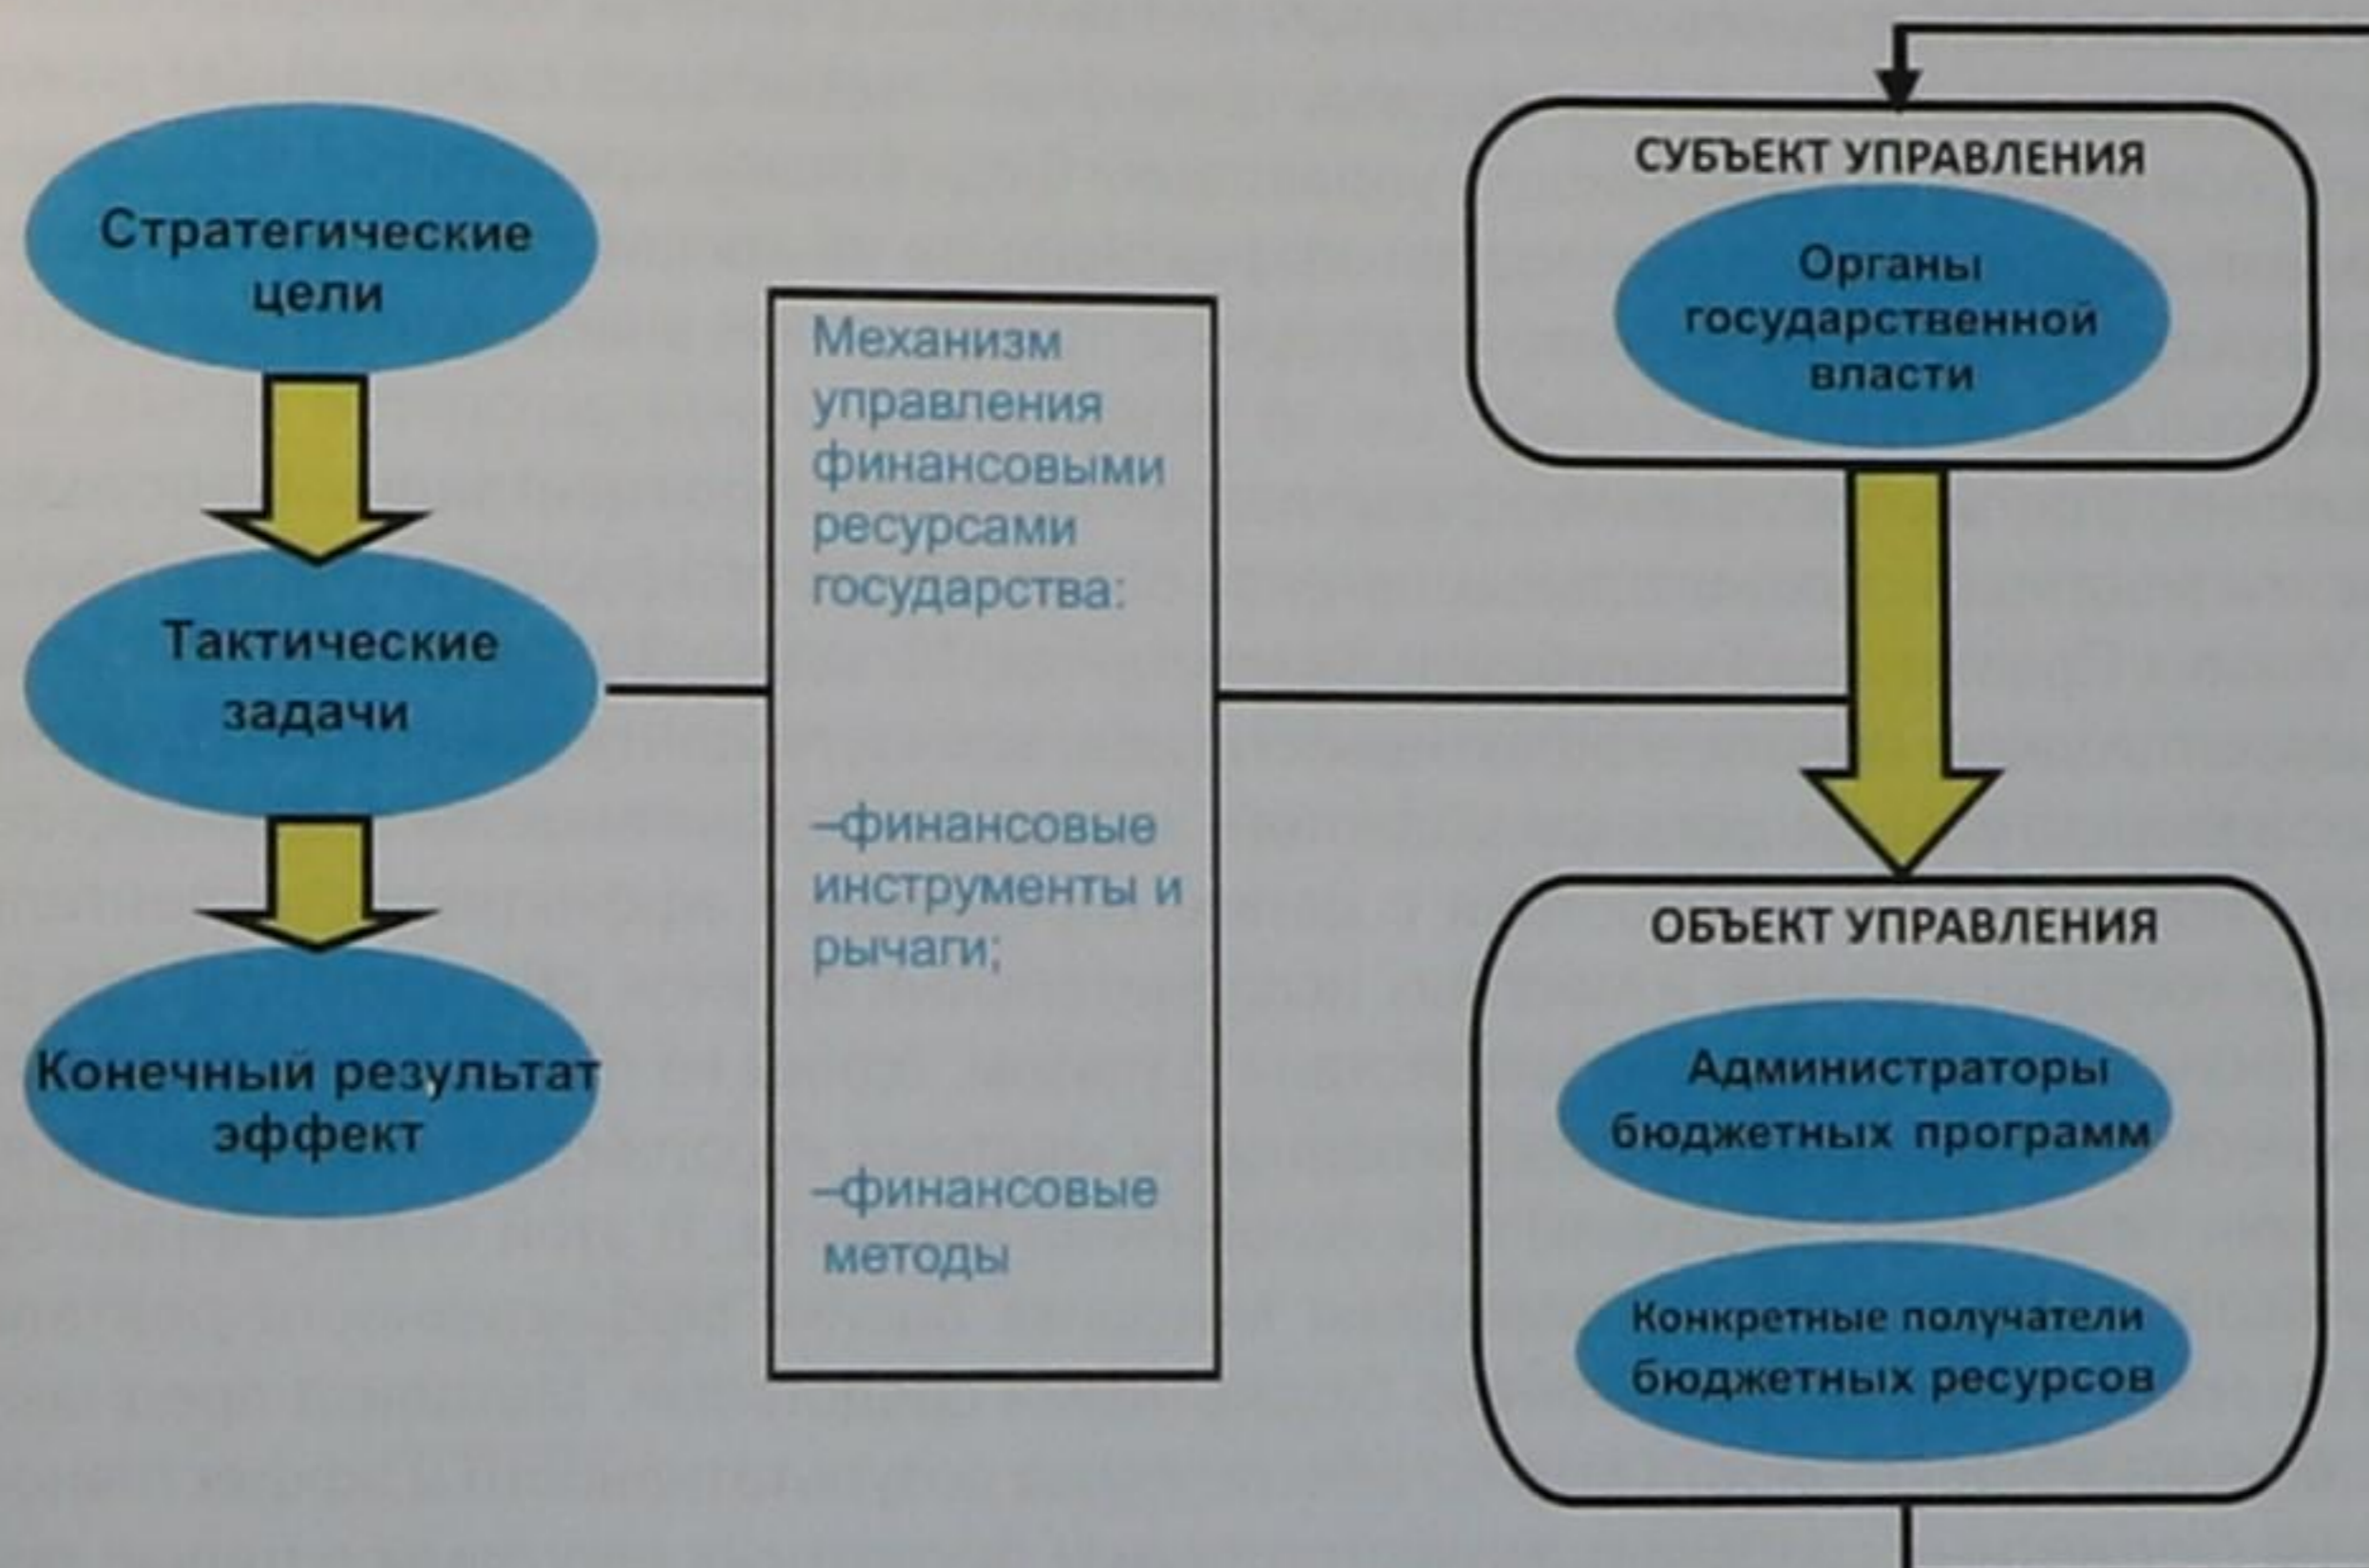 Стратегические
цели
Тактические
задачи
Конечный результат
эффект
Механизм
управления
финансовыми
ресурсами
государства:
–финансовые
инструменты и
рычаги;
–финансовые
методы
СУБЪЕКТ УПРАВЛЕНИЯ
Органы
государственной
власти
ОБЪЕКТ УПРАВЛЕНИЯ
Администраторы
бюджетных программ
Конкретные получатели
бюджетных ресурсов